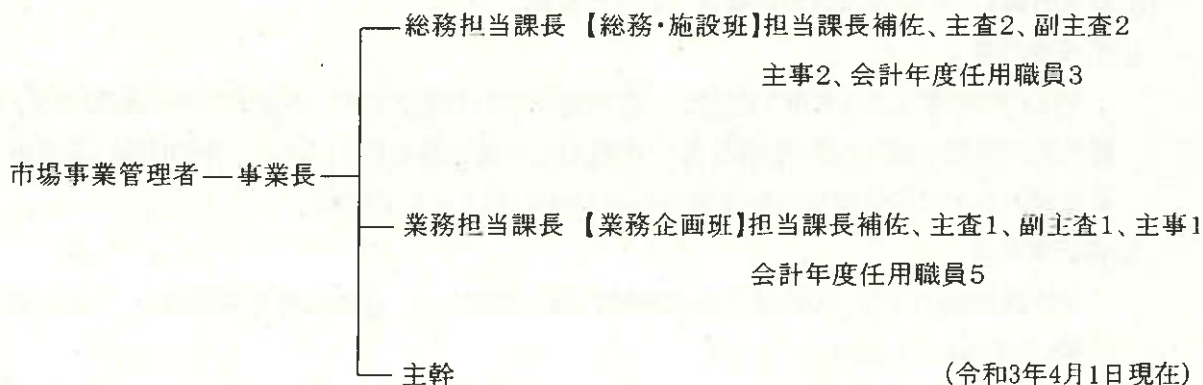 総務担当課長 【総務・施設班】担当課長補佐、主査2、副主査2
主事2、会計年度任用職員3
市場事業管理者―事業長
業務担当課長 【業務企画班】担当課長補佐、主査1、副主査1、主事1
会計年度任用職員5
主幹 (令和3年4月1日現在)